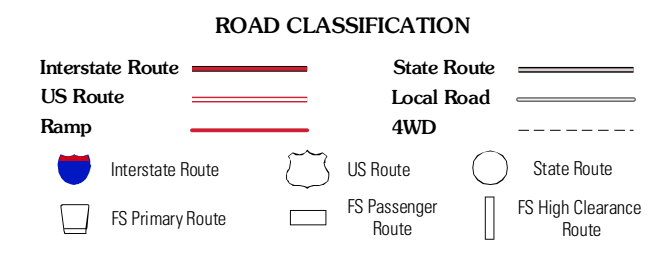 ROAD CLASSIFICATION
Interstate Route
State Route
US Route
Local Road
Ramp
4WD
Interstate Route
US Route
State Route
FS Primary Route
FS Passenger
Route
FS High Clearance
Route